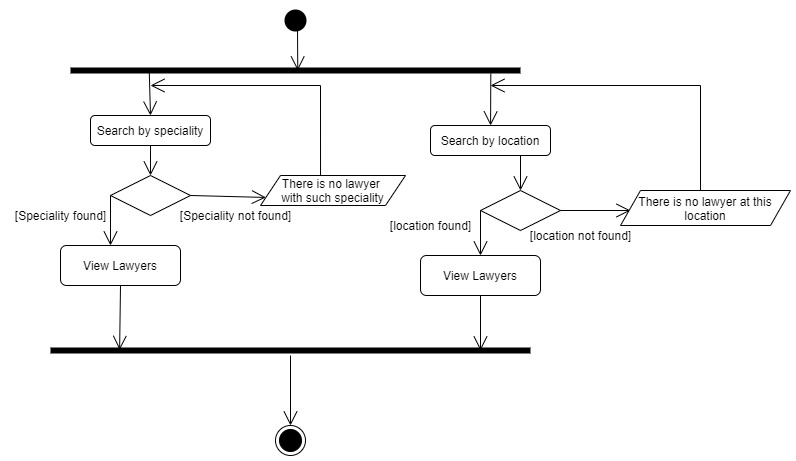 Search by speciality
Search by location
There is no lawyer
with such speciality
There is no lawyer at this
location
[Speciality found]
[Speciality not found]
[location found]
[location not found]
View Lawyers
View Lawyers